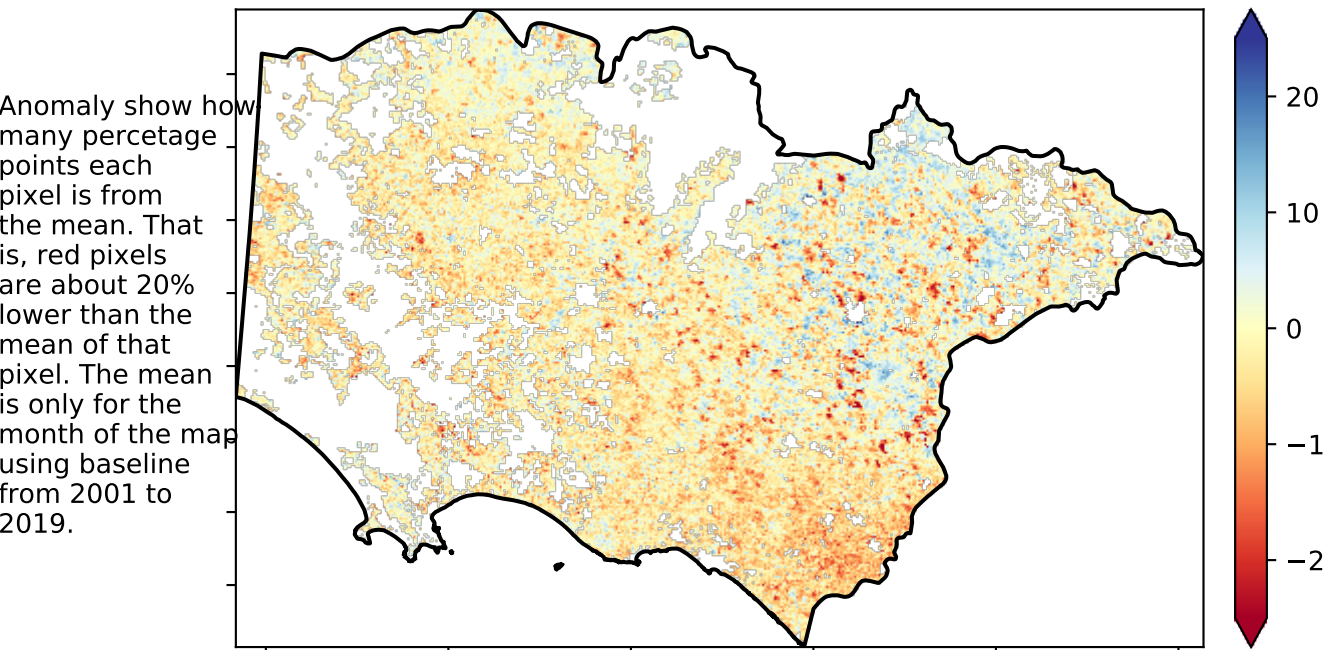 Anomaly show how
many percetage
points each
pixel is from
the mean. That
is, red pixels
are about 20%
lower than the
mean of that
pixel. The mean
is only for the
month of the map
using baseline
from 2001 to
2019.
20
10
0
−1
−2